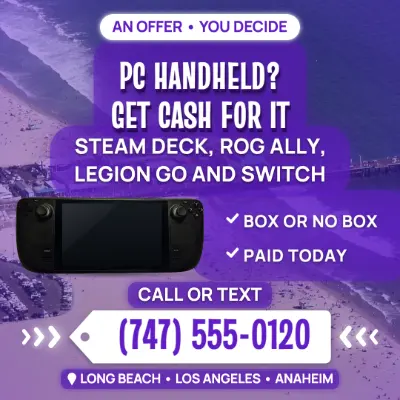 AN OFFER • YOU DECIDE
PC HANDHELD?
GET CASH FOR IT
STEAM DECK, ROG ALLY,
LEGION GO AND SWITCH
BOX OR NO BOX
PAID TODAY
CALL OR TEXT
(747) 555-0120
LONG BEACH • LOS ANGELES • ANAHEIM